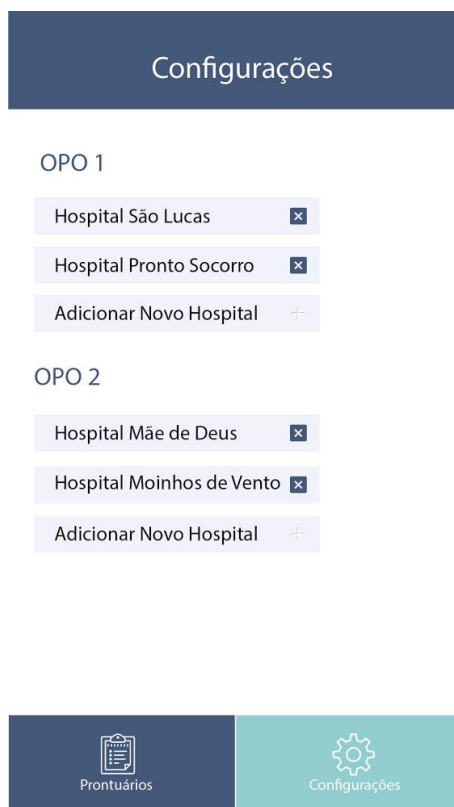 Configurações
OPO 1
Hospital São Lucas
Hospital Pronto Socorro
Adicionar Novo Hospital
OPO 2
Hospital Mãe de Deus
Hospital Moinhos de Vento
Adicionar Novo Hospital
Prontuários
Configurações